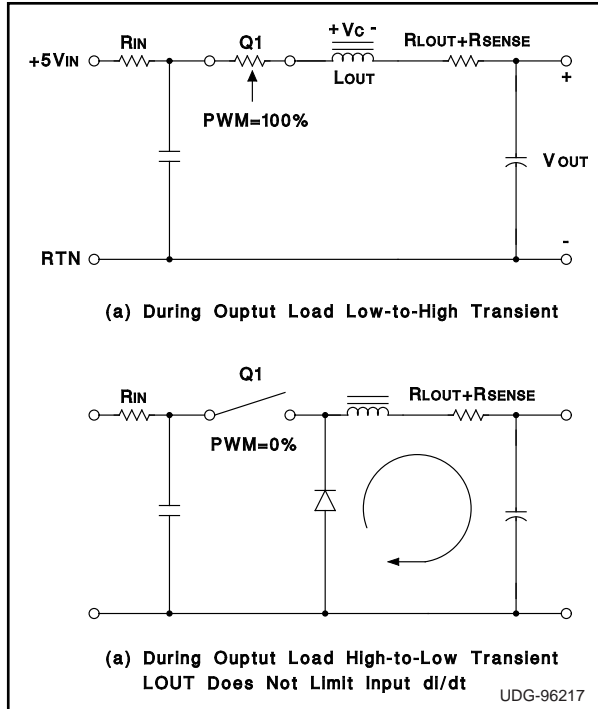 + VC -
RIN
Q1
RLOUT+RSENSE
+5VIN
LOUT
+
PWM=100%
VOUT
RTN
-
(a) During Ouptut Load Low-to-High Transient
Q1
RIN
RLOUT+RSENSE
PWM=0%
(a) During Ouptut Load High-to-Low Transient
LOUT Does Not Limit Input di/dt
UDG-96217